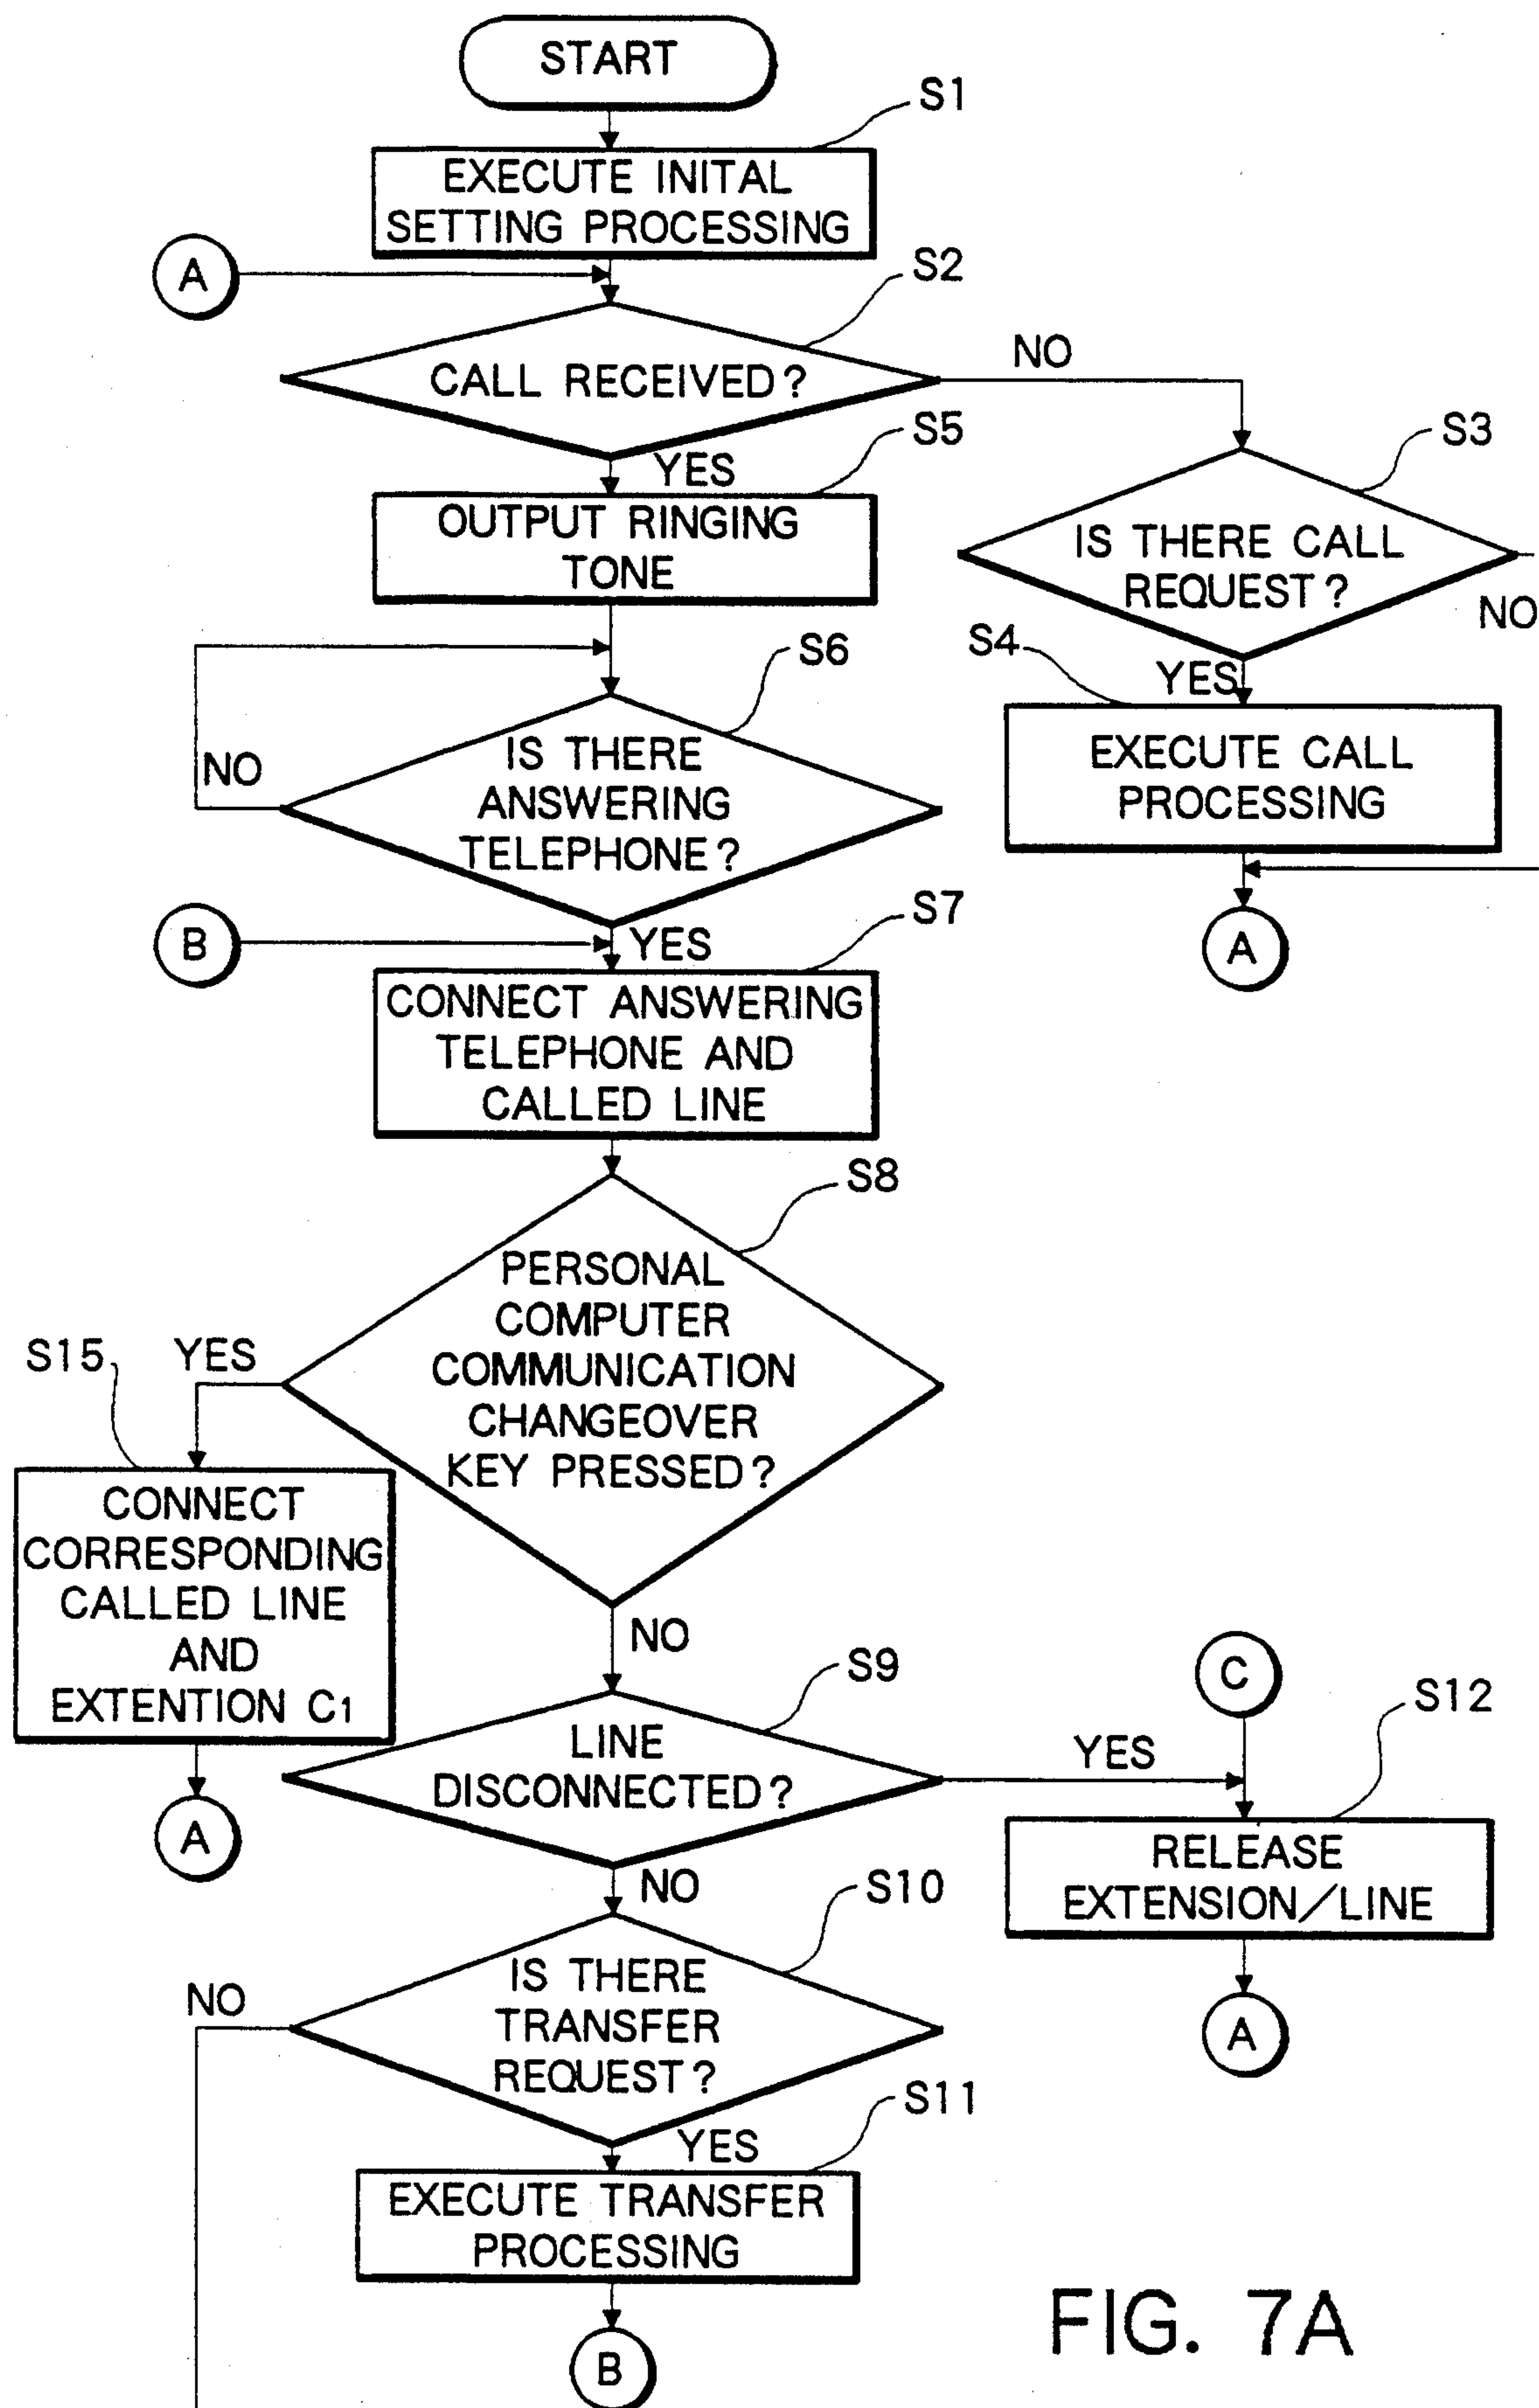 START
S1
EXECUTE INITAL
SETTING PROCESSING
A
S2
CALL RECEIVED?
NO
S5
YES
S3
OUTPUT RINGING
TONE
IS THERE CALL
REQUEST?
NO
S6
S4
YES
NO
IS THERE
ANSWERING
TELEPHONE?
EXECUTE CALL
PROCESSING
S7
B
YES
A
CONNECT ANSWERING
TELEPHONE AND
CALLED LINE
S8
PERSONAL
COMPUTER
COMMUNICATION
CHANGEOVER
KEY PRESSED?
S15
YES
CONNECT
CORRESPONDING
CALLED LINE
AND
EXTENTION C1
NO
A
S9
LINE
DISCONNECTED?
YES
C
S12
RELEASE
EXTENSION/LINE
A
NO
S10
IS THERE
TRANSFER
REQUEST?
NO
S11
YES
EXECUTE TRANSFER
PROCESSING
B
FIG. 7A